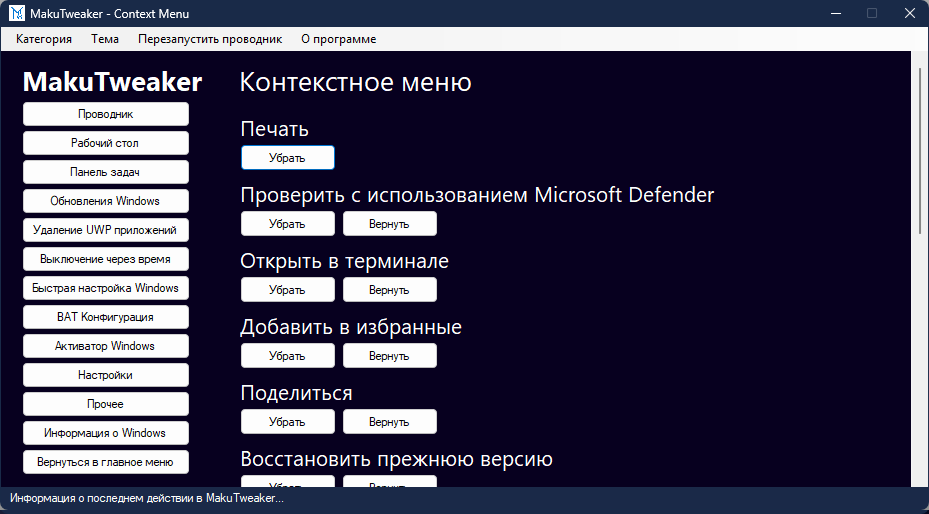 MakuTweaker - Context Menu
Категория Тема Перезапустить проводник О программе
MakuTweaker
Проводник
Рабочий стол
Панель задач
Обновления Windows
Удаление UWP приложений
Выключение через время
Быстрая настройка Windows
BAT Конфигурация
Активатор Windows
Настройки
Прочее
Информация о Windows
Вернуться в главное меню
Контекстное меню
Печать
Убрать
Проверить с использованием Microsoft Defender
Убрать Вернуть
Открыть в терминале
Убрать Вернуть
Добавить в избранные
Убрать Вернуть
Поделиться
Убрать Вернуть
Восстановить прежнюю версию
Убрать Вернуть
Информация о последнем действии в MakuTweaker...